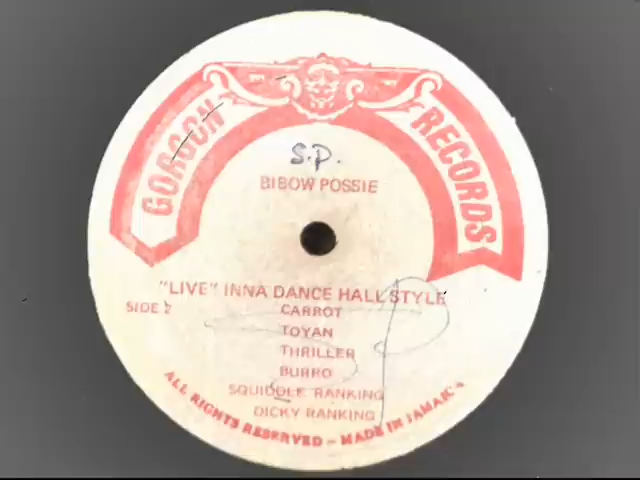 GORGON RECORDS
S.P.
BIBOW POSSIE
"LIVE" INNA DANCE HALL STYLE
SIDE 2
CARROT
TOYAN
THRILLER
BURRO
SQUIDDLE RANKING
DICKY RANKING
ALL RIGHTS RESERVED - MADE IN JAMAICA